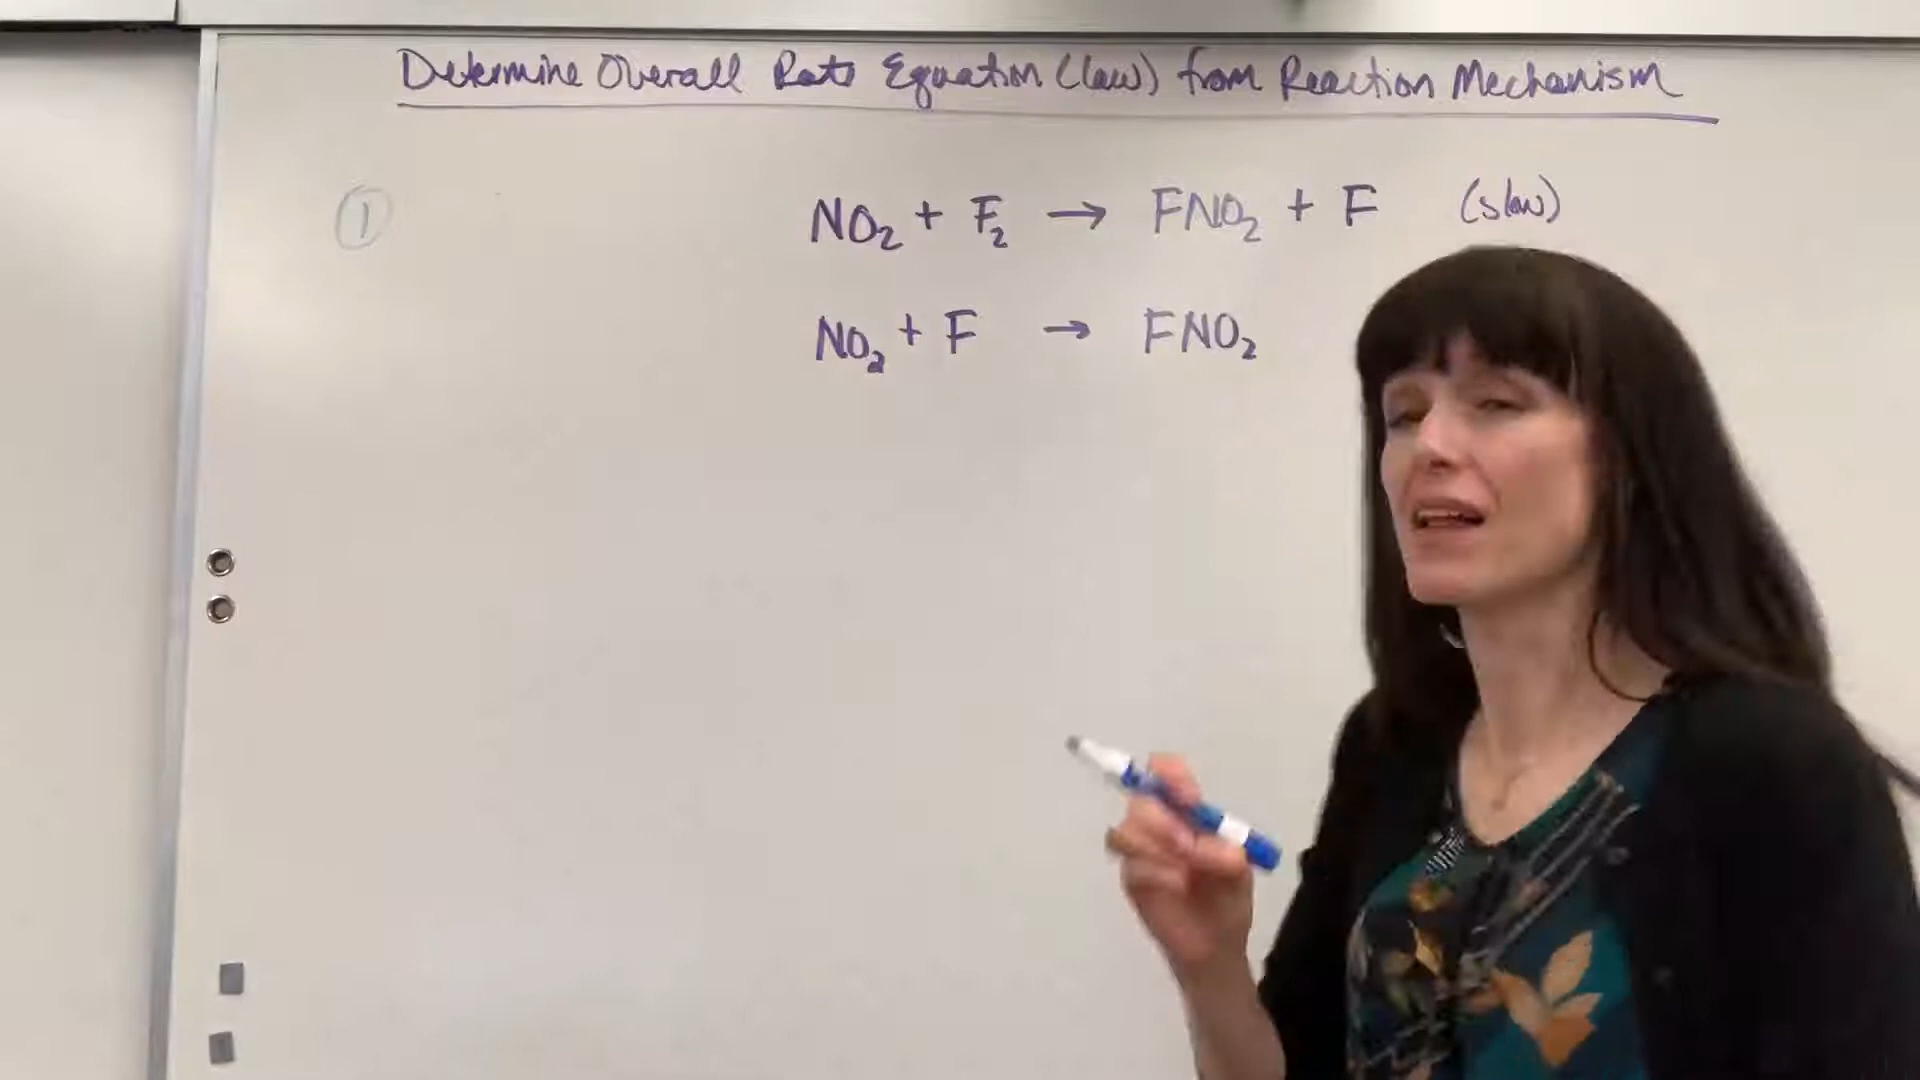 Determine Overall Rate Equation (law) from Reaction Mechanism
① NO₂ + F₂ → FNO₂ + F (slow)
NO₂ + F → FNO₂